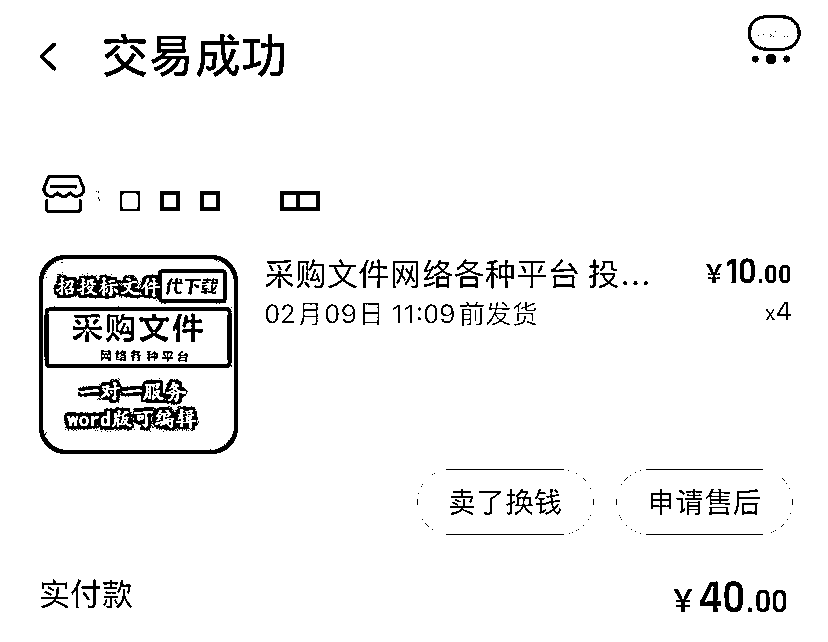 交易成功
采购文件网络各种平台 投...
¥10.00
02月09日 11:09前发货
x4
招投标文件代下载
采购文件
网络各种平台
一对一服务
word版可编辑
卖了换钱
申请售后
实付款
¥40.00